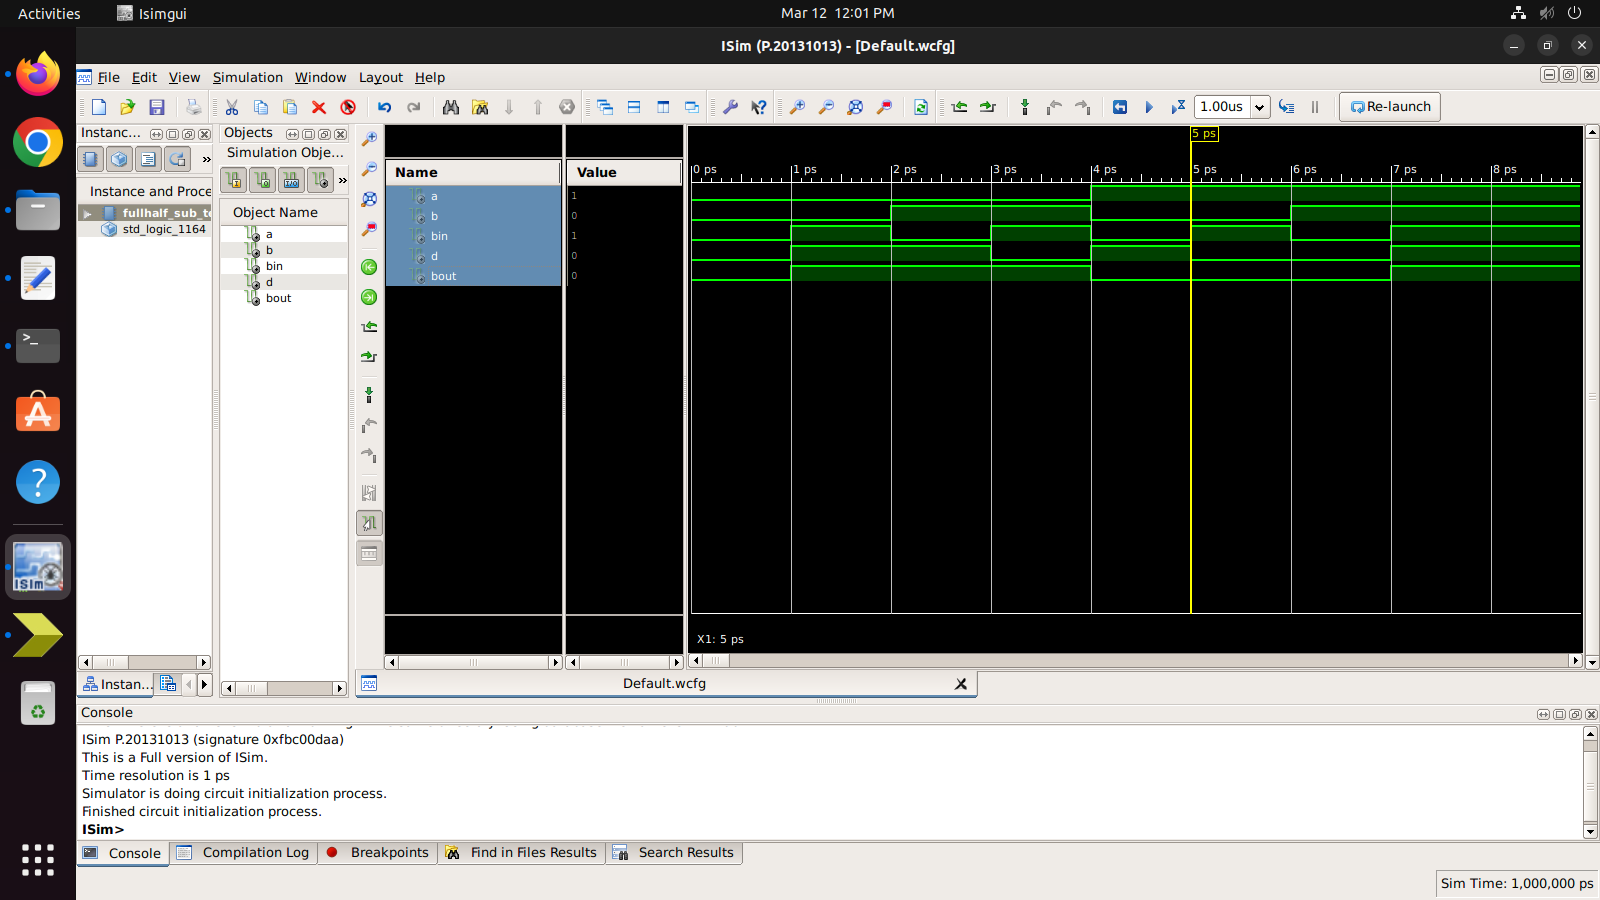 Activities
Isimgui
Mar 12 12:01 PM
ISim (P.20131013) - [Default.wcfg]
File Edit View Simulation Window Layout Help
1.00us
Re-launch
Instanc...
Objects
Simulation Obje...
Instance and Proce
fullhalf_sub_te
std_logic_1164
Object Name
a
b
bin
d
bout
Name
Value
a 1
b 0
bin 1
d 0
bout 0
5 ps
0 ps 1 ps 2 ps 3 ps 4 ps 5 ps 6 ps 7 ps 8 ps
X1: 5 ps
Instan...
Default.wcfg
Console
ISim P.20131013 (signature 0xfbc00daa)
This is a Full version of ISim.
Time resolution is 1 ps
Simulator is doing circuit initialization process.
Finished circuit initialization process.
ISim>
Console
Compilation Log
Breakpoints
Find in Files Results
Search Results
Sim Time: 1,000,000 ps